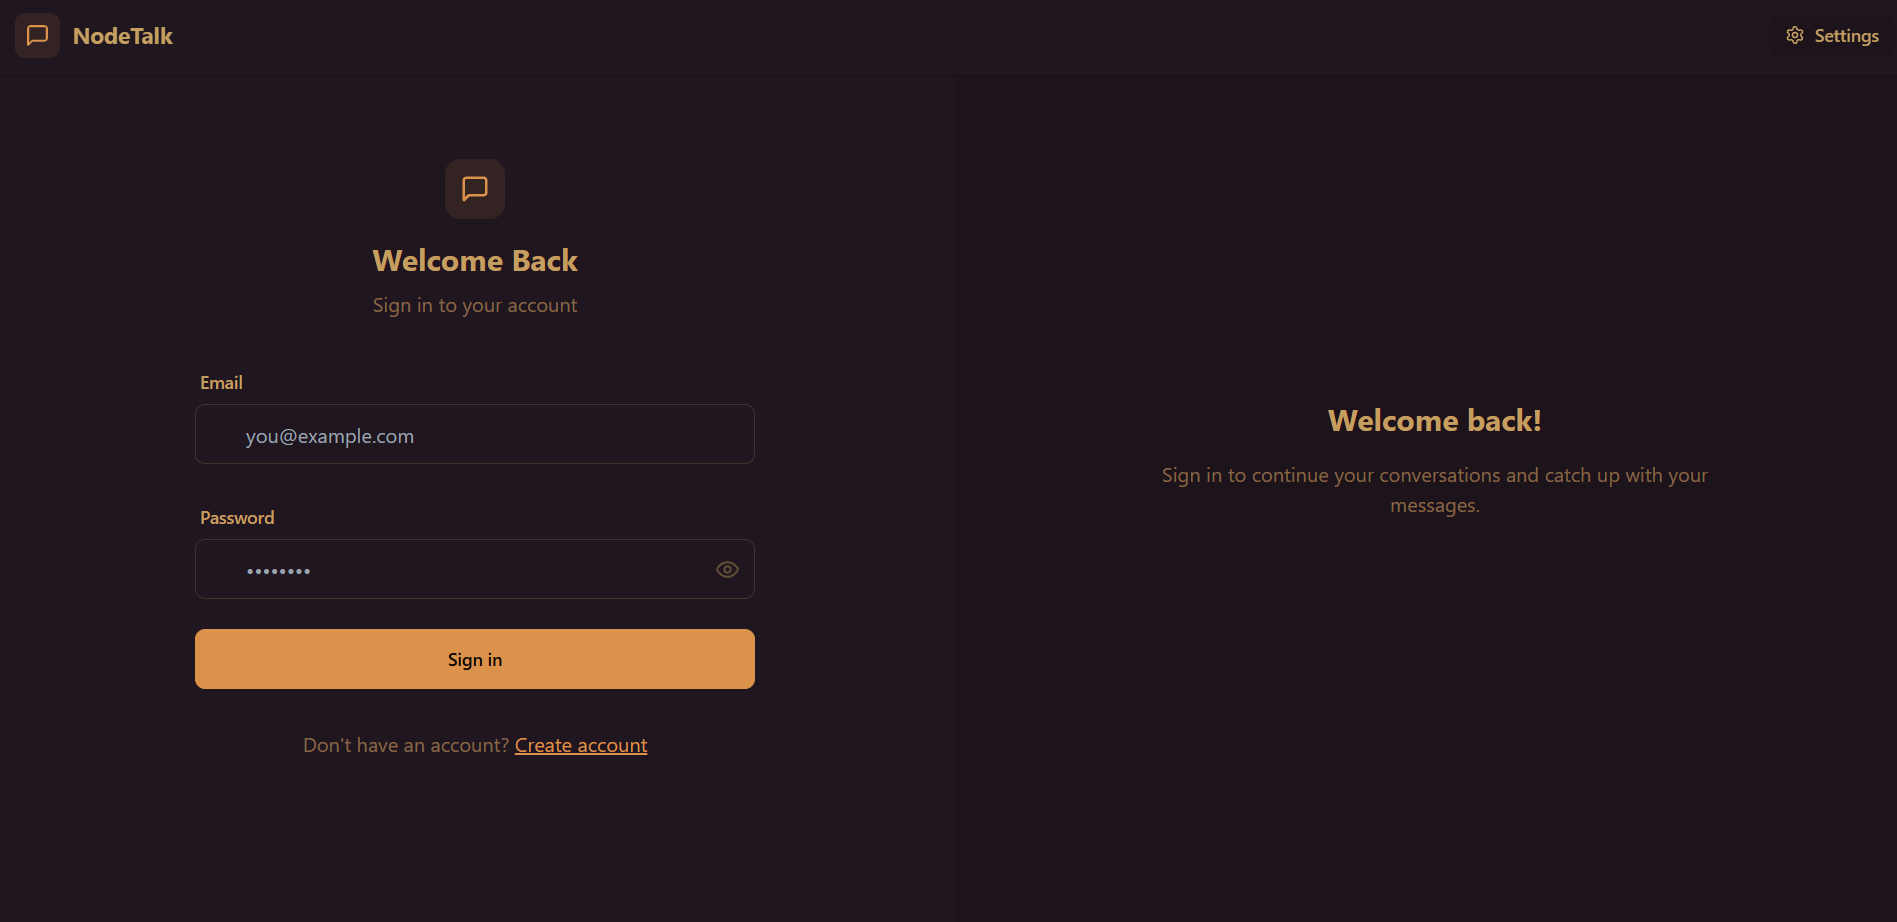 NodeTalk
Settings
Welcome Back
Sign in to your account
Email
you@example.com
Password
••••••••
Sign in
Don't have an account? Create account
Welcome back!
Sign in to continue your conversations and catch up with your
messages.